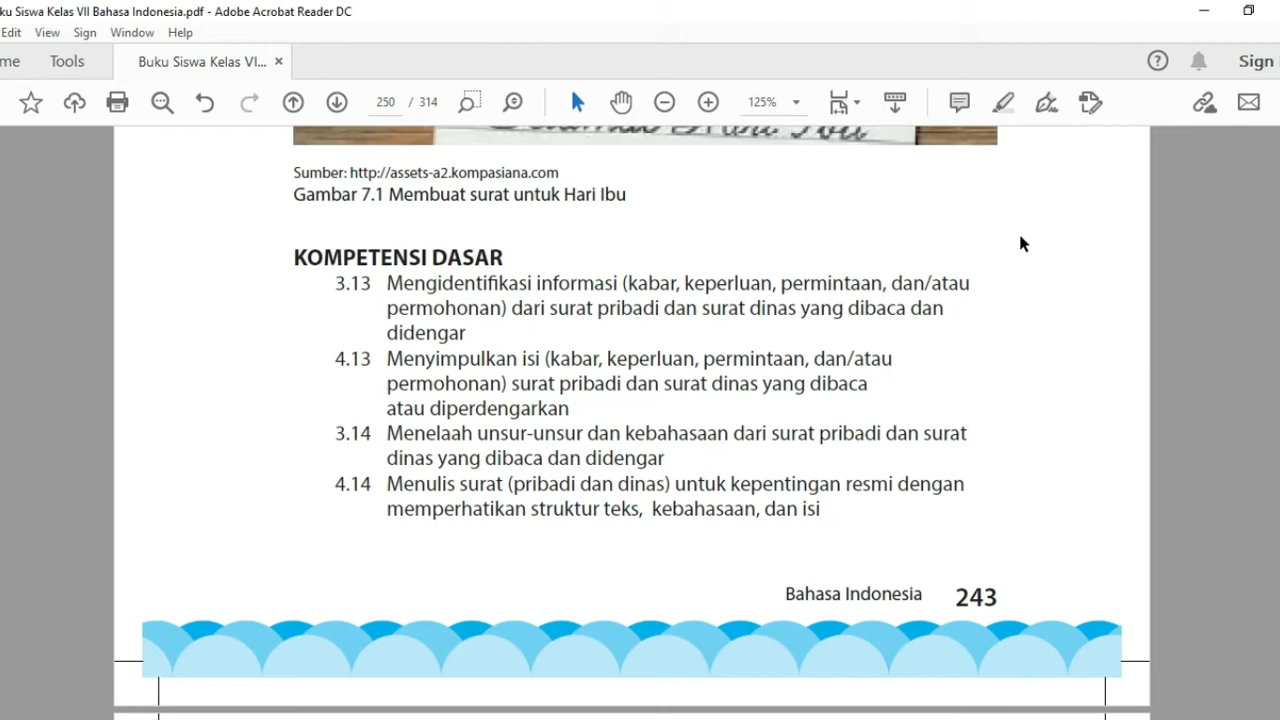 ku Siswa Kelas VII Bahasa Indonesia.pdf - Adobe Acrobat Reader DC
Edit View Sign Window Help
me Tools Buku Siswa Kelas VI... × Sign
250 / 314 125%
Selamat Hari Ibu
Sumber: http://assets-a2.kompasiana.com
Gambar 7.1 Membuat surat untuk Hari Ibu
KOMPETENSI DASAR
3.13 Mengidentifikasi informasi (kabar, keperluan, permintaan, dan/atau
permohonan) dari surat pribadi dan surat dinas yang dibaca dan
didengar
4.13 Menyimpulkan isi (kabar, keperluan, permintaan, dan/atau
permohonan) surat pribadi dan surat dinas yang dibaca
atau diperdengarkan
3.14 Menelaah unsur-unsur dan kebahasaan dari surat pribadi dan surat
dinas yang dibaca dan didengar
4.14 Menulis surat (pribadi dan dinas) untuk kepentingan resmi dengan
memperhatikan struktur teks, kebahasaan, dan isi
Bahasa Indonesia 243